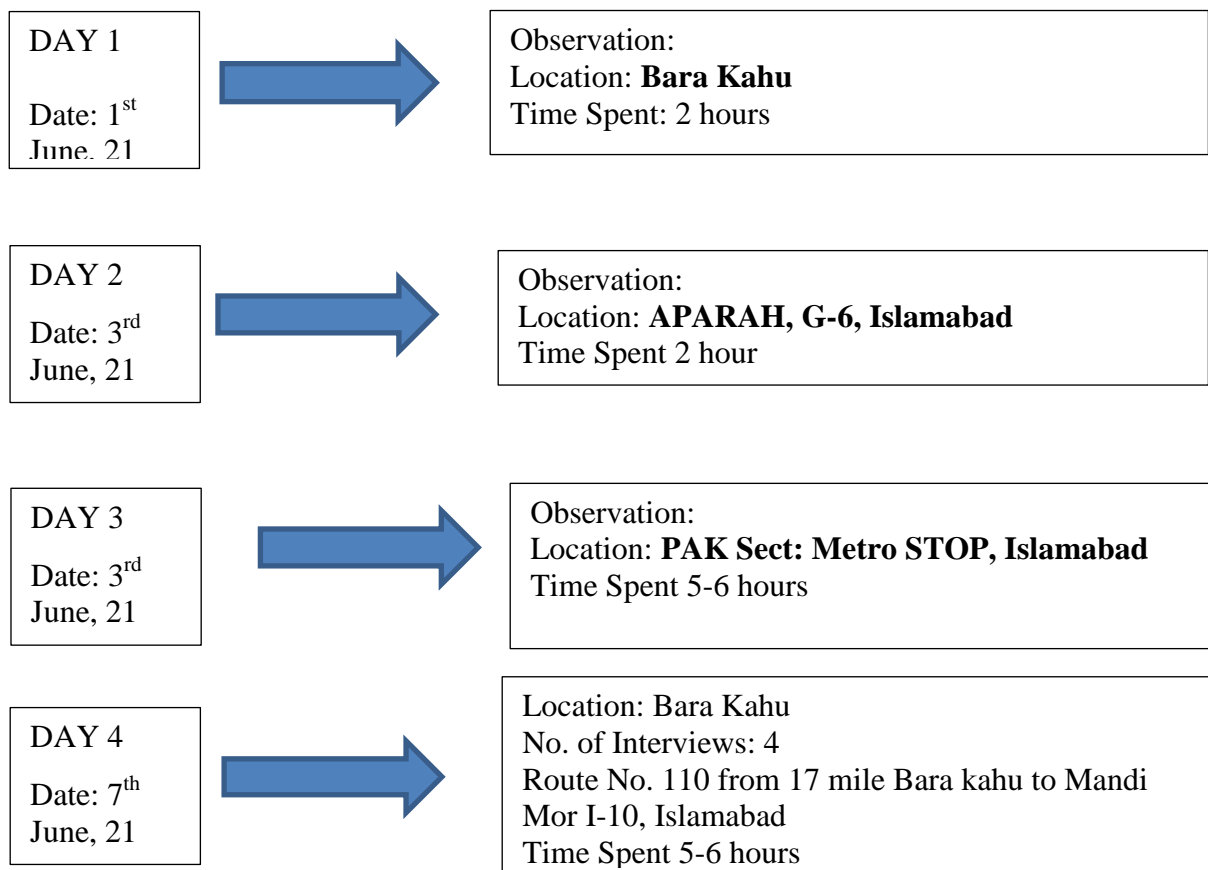 DAY 1
Date: 1st
June, 21
Observation:
Location: Bara Kahu
Time Spent: 2 hours
DAY 2
Date: 3rd
June, 21
Observation:
Location: APARAH, G-6, Islamabad
Time Spent 2 hour
DAY 3
Date: 3rd
June, 21
Observation:
Location: PAK Sect: Metro STOP, Islamabad
Time Spent 5-6 hours
DAY 4
Date: 7th
June, 21
Location: Bara Kahu
No. of Interviews: 4
Route No. 110 from 17 mile Bara kahu to Mandi
Mor I-10, Islamabad
Time Spent 5-6 hours